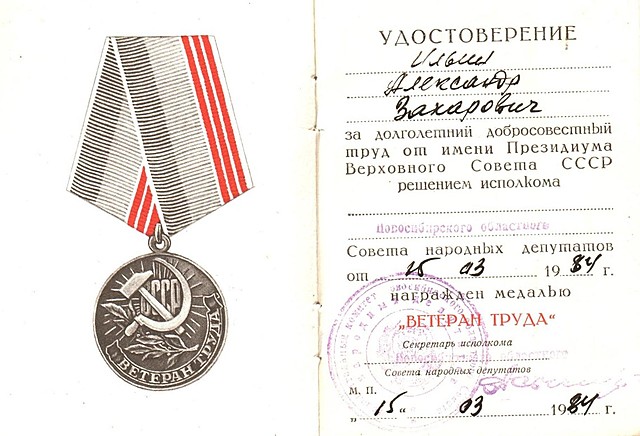 СССР
ВЕТЕРАН ТРУДА
УДОСТОВЕРЕНИЕ
Ильин
Александр
Захарович
за долголетний добросовестный
труд от имени Президиума
Верховного Совета СССР
решением исполкома
Новосибирского областного
Совета народных депутатов
от 15 03 1984 г.
награжден медалью
„ВЕТЕРАН ТРУДА“
Секретарь исполкома
Новосибирского областного
Совета народных депутатов
М. П.
„15“ 03 1984 г.